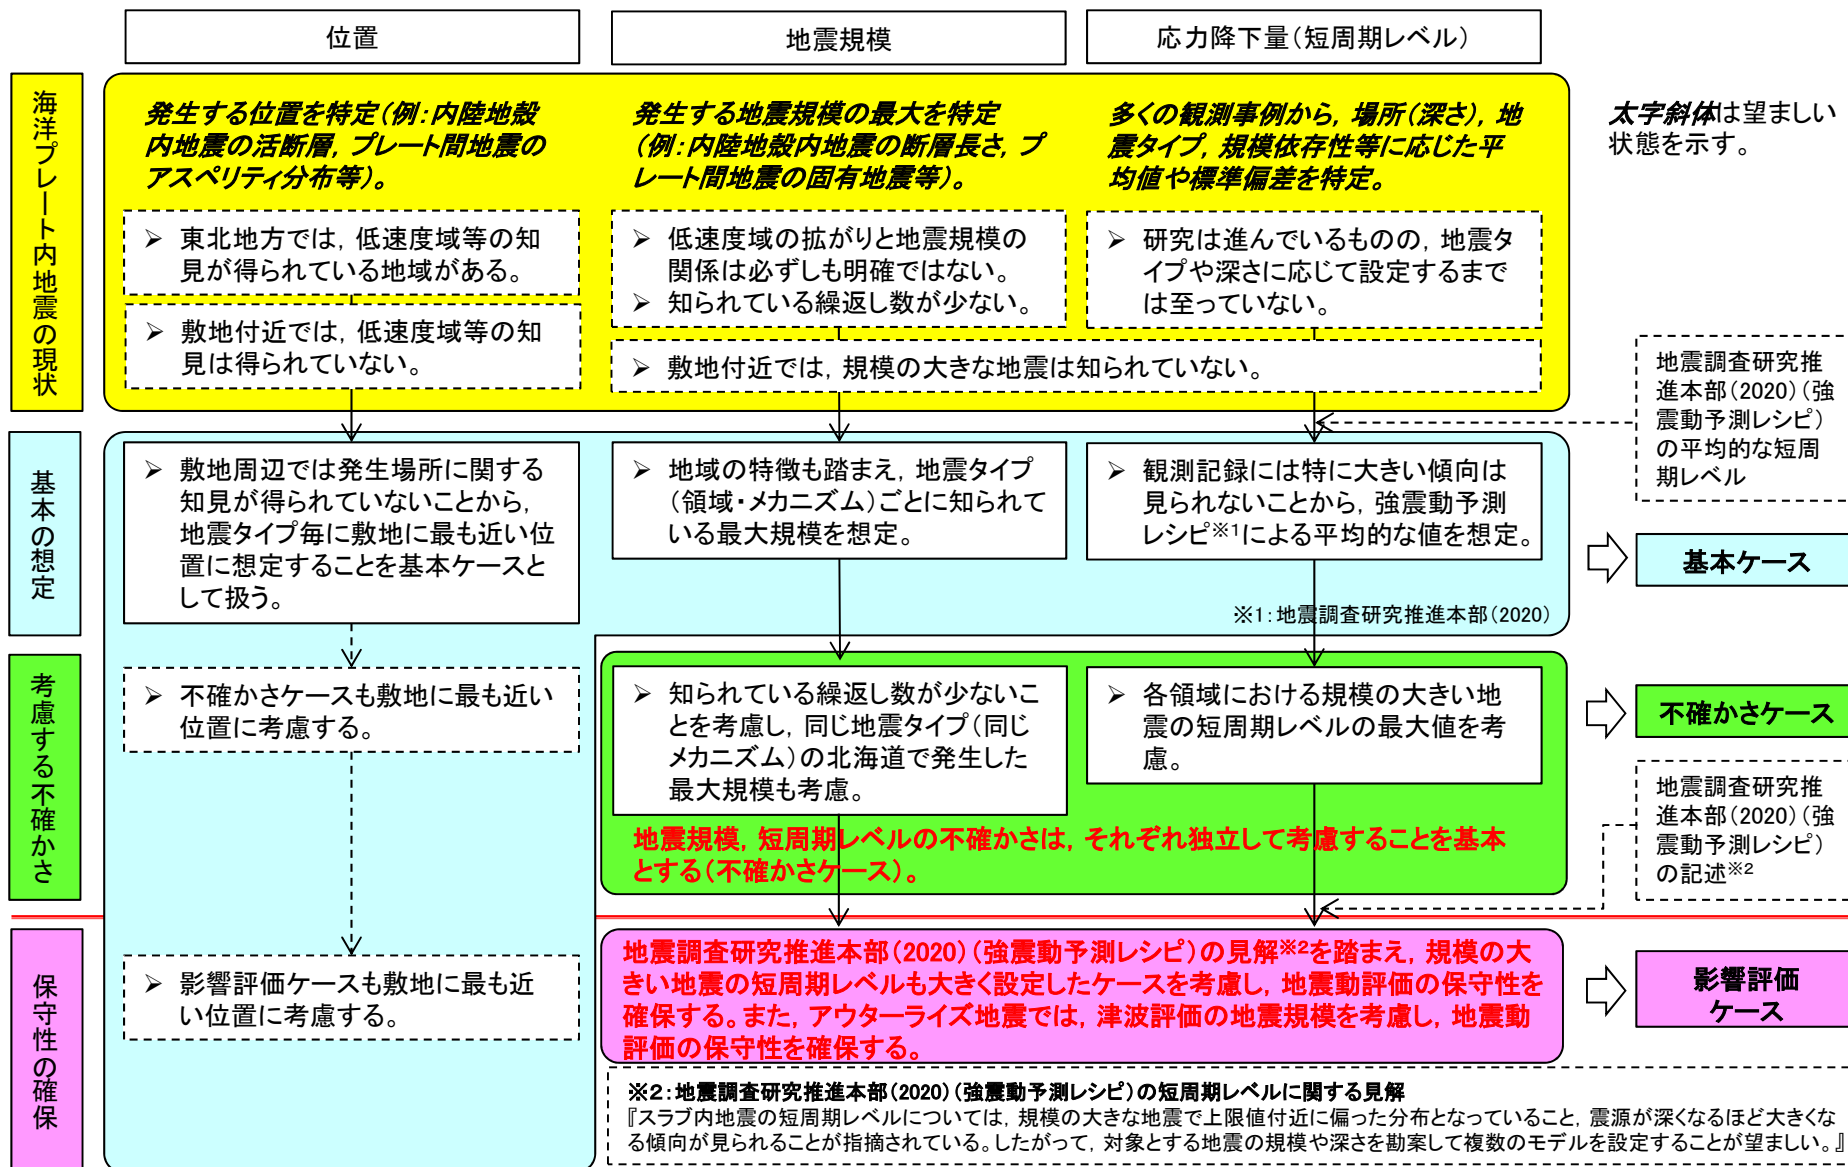 位置
地震規模
応力降下量(短周期レベル)
海洋プレート内地震の現状
発生する位置を特定(例:内陸地殻
内地震の活断層,プレート間地震の
アスペリティ分布等)。
発生する地震規模の最大を特定
(例:内陸地殻内地震の断層長さ,プ
レート間地震の固有地震等)。
多くの観測事例から,場所(深さ),地
震タイプ,規模依存性等に応じた平
均値や標準偏差を特定。
太字斜体は望ましい
状態を示す。
➢ 東北地方では,低速度域等の知
見が得られている地域がある。
➢ 低速度域の拡がりと地震規模の
関係は必ずしも明確ではない。
➢ 知られている繰返し数が少ない。
➢ 研究は進んでいるものの,地震タ
イプや深さに応じて設定するまで
は至っていない。
➢ 敷地付近では,低速度域等の知
見は得られていない。
➢ 敷地付近では,規模の大きな地震は知られていない。
地震調査研究推
進本部(2020)(強
震動予測レシピ)
の平均的な短周
期レベル
基本の想定
➢ 敷地周辺では発生場所に関する
知見が得られていないことから,
地震タイプ毎に敷地に最も近い位
置に想定することを基本ケースと
して扱う。
➢ 地域の特徴も踏まえ,地震タイプ
(領域・メカニズム)ごとに知られて
いる最大規模を想定。
➢ 観測記録には特に大きい傾向は
見られないことから,強震動予測
レシピ※1による平均的な値を想定。
※1:地震調査研究推進本部(2020)
基本ケース
考慮する不確かさ
➢ 不確かさケースも敷地に最も近い
位置に考慮する。
➢ 知られている繰返し数が少ないこ
とを考慮し,同じ地震タイプ(同じ
メカニズム)の北海道で発生した
最大規模も考慮。
➢ 各領域における規模の大きい地
震の短周期レベルの最大値を考
慮。
地震規模,短周期レベルの不確かさは,それぞれ独立して考慮することを基本
とする(不確かさケース)。
不確かさケース
地震調査研究推
進本部(2020)(強
震動予測レシピ)
の記述※2
保守性の確保
➢ 影響評価ケースも敷地に最も近
い位置に考慮する。
地震調査研究推進本部(2020)(強震動予測レシピ)の見解※2を踏まえ,規模の大
きい地震の短周期レベルも大きく設定したケースを考慮し,地震動評価の保守性を
確保する。また,アウターライズ地震では,津波評価の地震規模を考慮し,地震動
評価の保守性を確保する。
影響評価
ケース
※2:地震調査研究推進本部(2020)(強震動予測レシピ)の短周期レベルに関する見解
『スラブ内地震の短周期レベルについては,規模の大きな地震で上限値付近に偏った分布となっていること,震源が深くなるほど大きくな
る傾向が見られることが指摘されている。したがって,対象とする地震の規模や深さを勘案して複数のモデルを設定することが望ましい。』